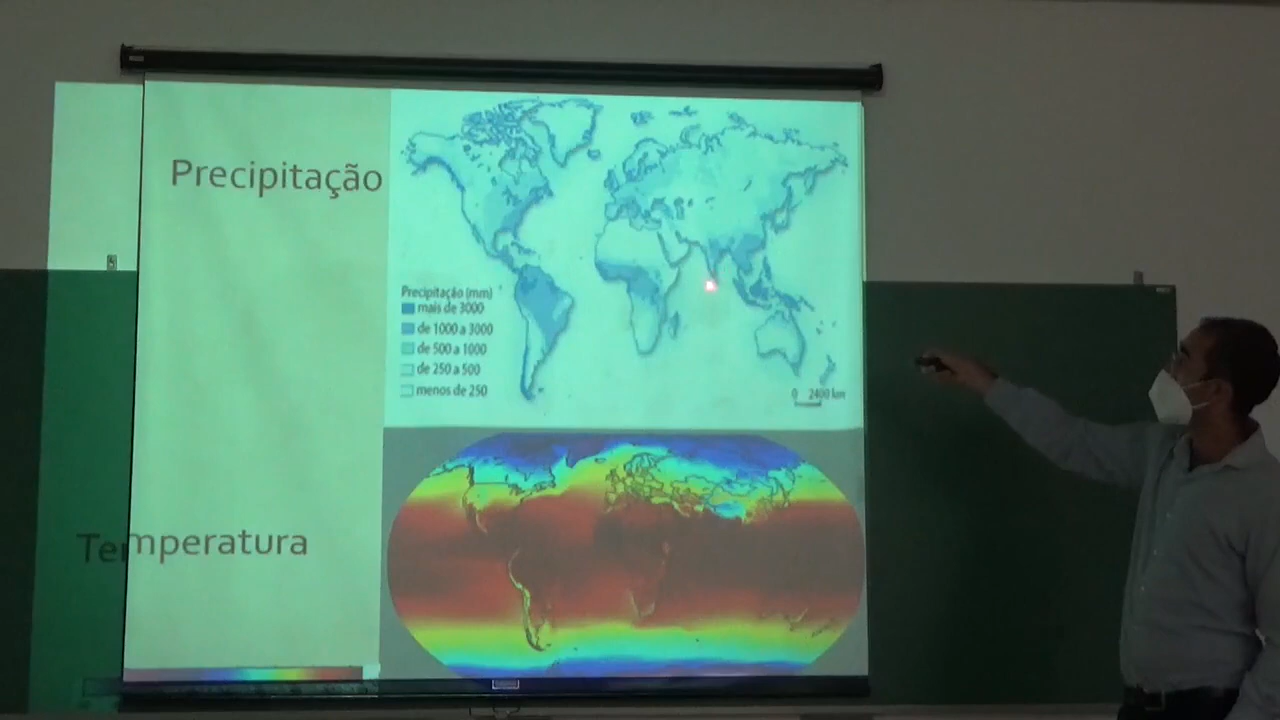 Precipitação
Precipitação (mm)
mais de 3000
de 1000 a 3000
de 500 a 1000
de 250 a 500
menos de 250
0 2400 km
Temperatura